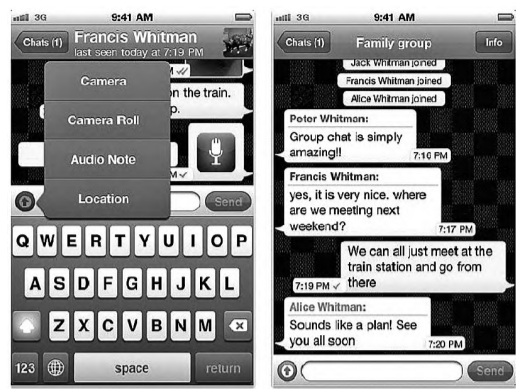 3G
9:41 AM
Chats (1)
Francis Whitman
last seen today at 7:19 PM
Camera
Camera Roll
Audio Note
Location
on the train.
p.
M
M
Send
Q W E R T Y U I O P
A S D F G H J K L
Z X C V B N M
123
space
return
3G
9:41 AM
Chats (1)
Family group
Info
Jack Whitman joined
Francis Whitman joined
Alice Whitman joined
Peter Whitman:
Group chat is simply
amazing!!
7:16 PM
Francis Whitman:
yes, it is very nice. where
are we meeting next
weekend?
7:17 PM
We can all just meet at the
train station and go from
there
7:19 PM
Alice Whitman:
Sounds like a plan! See
you all soon
7:20 PM
Send